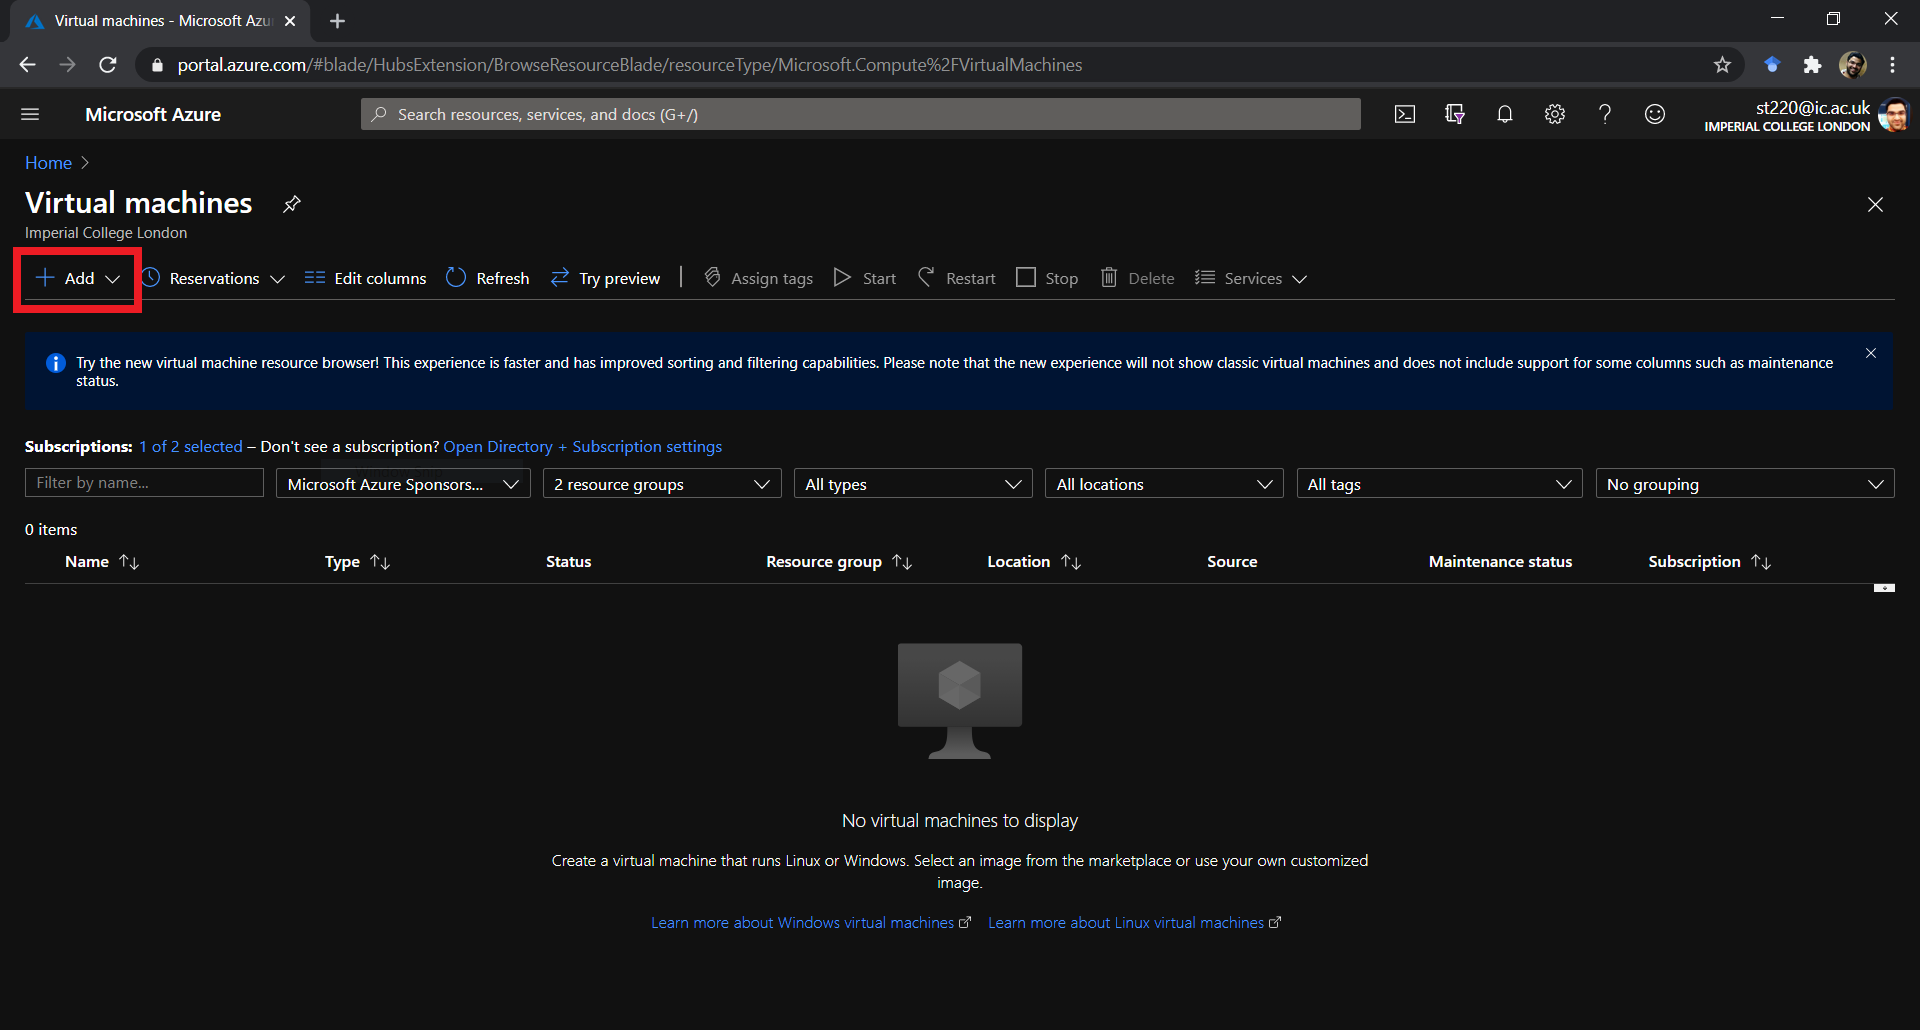 Virtual machines - Microsoft Azu
portal.azure.com/#blade/HubsExtension/BrowseResourceBlade/resourceType/Microsoft.Compute%2FVirtualMachines
Microsoft Azure
Search resources, services, and docs (G+/)
st220@ic.ac.uk
IMPERIAL COLLEGE LONDON
Home
Virtual machines
Imperial College London
Add Reservations Edit columns Refresh Try preview Assign tags Start Restart Stop Delete Services
Try the new virtual machine resource browser! This experience is faster and has improved sorting and filtering capabilities. Please note that the new experience will not show classic virtual machines and does not include support for some columns such as maintenance
status.
Subscriptions: 1 of 2 selected – Don't see a subscription? Open Directory + Subscription settings
Filter by name... Microsoft Azure Sponsors... 2 resource groups All types All locations All tags No grouping
0 items
Name Type Status Resource group Location Source Maintenance status Subscription
No virtual machines to display
Create a virtual machine that runs Linux or Windows. Select an image from the marketplace or use your own customized
image.
Learn more about Windows virtual machines Learn more about Linux virtual machines